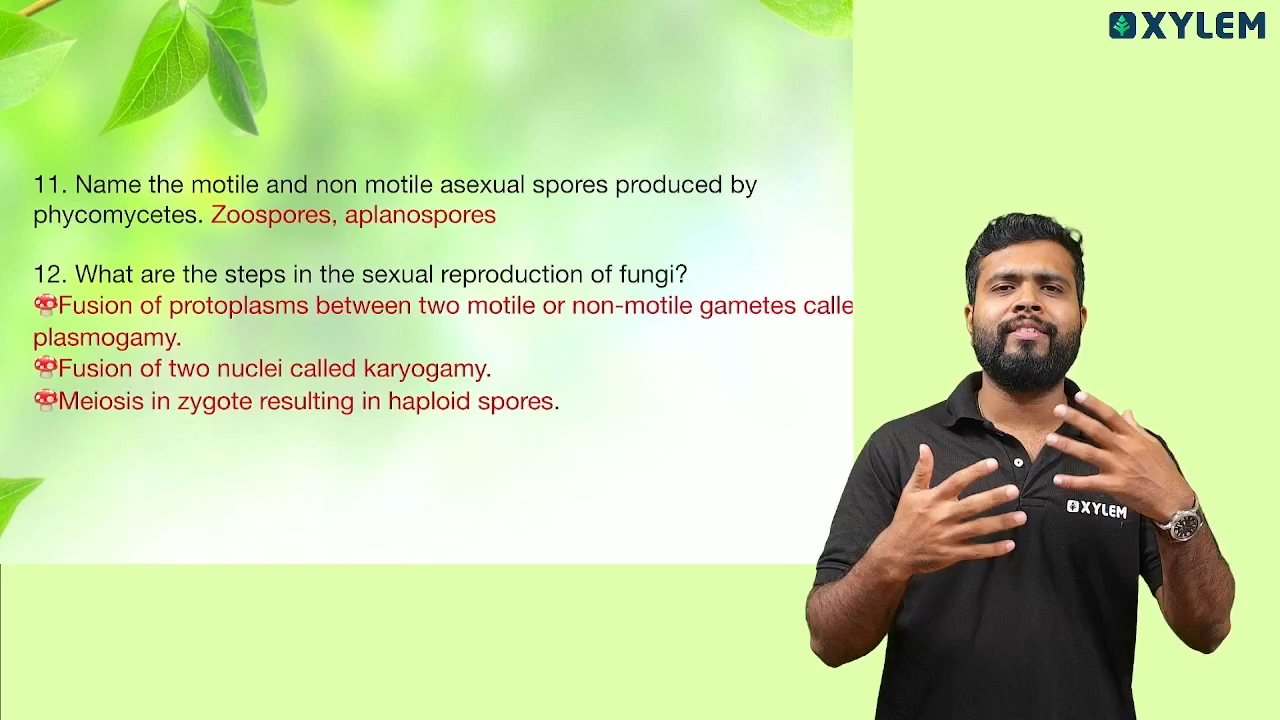 XYLEM
11. Name the motile and non motile asexual spores produced by
phycomycetes. Zoospores, aplanospores
12. What are the steps in the sexual reproduction of fungi?
🍄Fusion of protoplasms between two motile or non-motile gametes calle
plasmogamy.
🍄Fusion of two nuclei called karyogamy.
🍄Meiosis in zygote resulting in haploid spores.
XYLEM